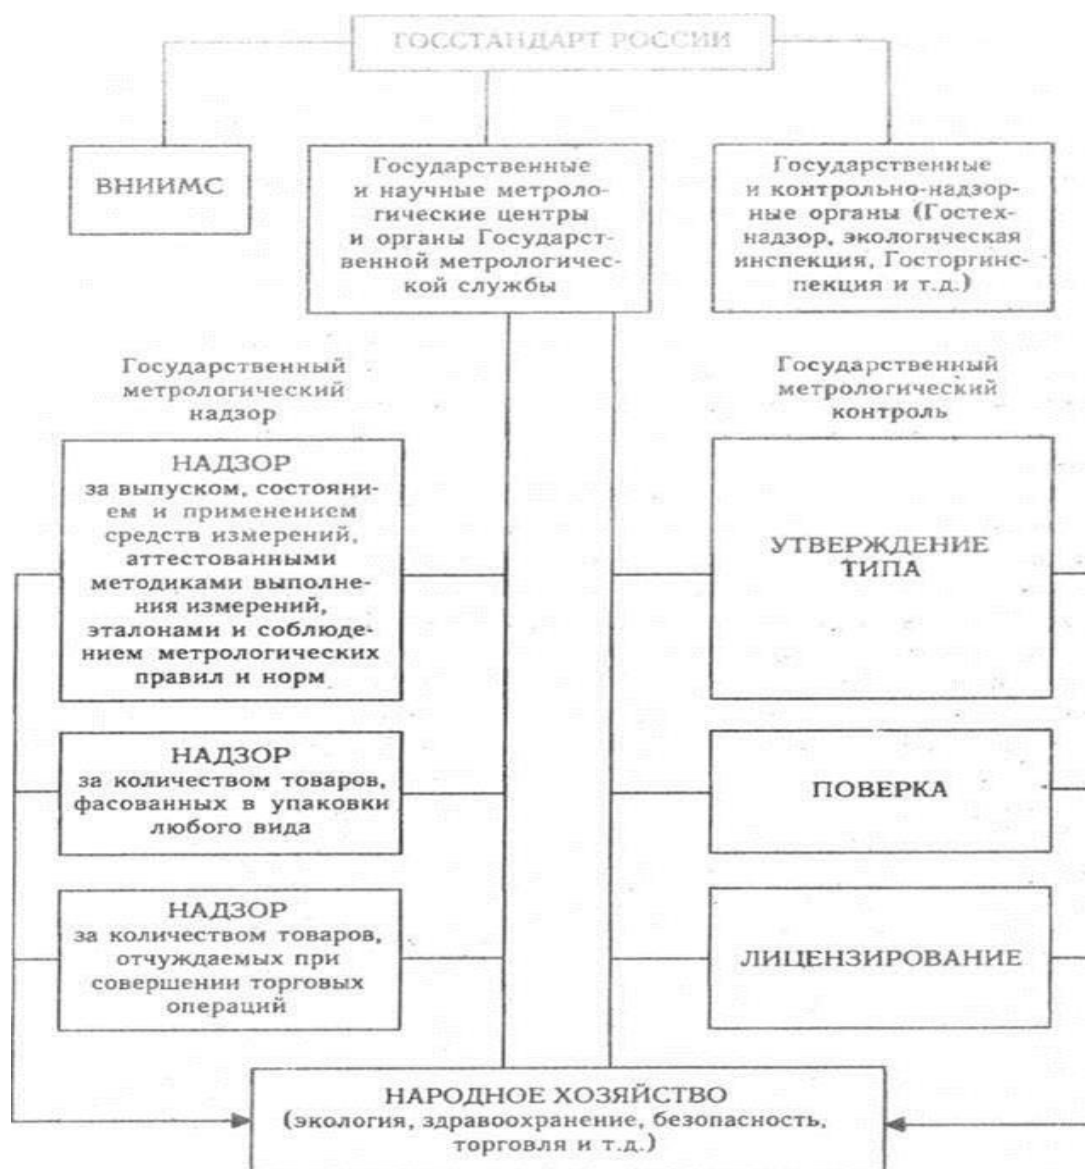 ГОССТАНДАРТ РОССИИ
ВНИИМС
Государственные
и научные метроло-
гические центры
и органы Государст-
венной метрологичес-
кой службы
Государственные
и контрольно-надзор-
ные органы (Гостех-
надзор, экологическая
инспекция, Госторгинс-
пекция и т.д.)
Государственный
метрологический
надзор
Государственный
метрологический
контроль
НАДЗОР
за выпуском, состояни-
ем и применением
средств измерений,
аттестованными
методиками выполне-
ния измерений,
эталонами и соблюде-
нием метрологических
правил и норм
УТВЕРЖДЕНИЕ
ТИПА
НАДЗОР
за количеством товаров,
фасованных в упаковки
любого вида
ПОВЕРКА
НАДЗОР
за количеством товаров,
отчуждаемых при
совершении торговых
операций
ЛИЦЕНЗИРОВАНИЕ
НАРОДНОЕ ХОЗЯЙСТВО
(экология, здравоохранение, безопасность,
торговля и т.д.)